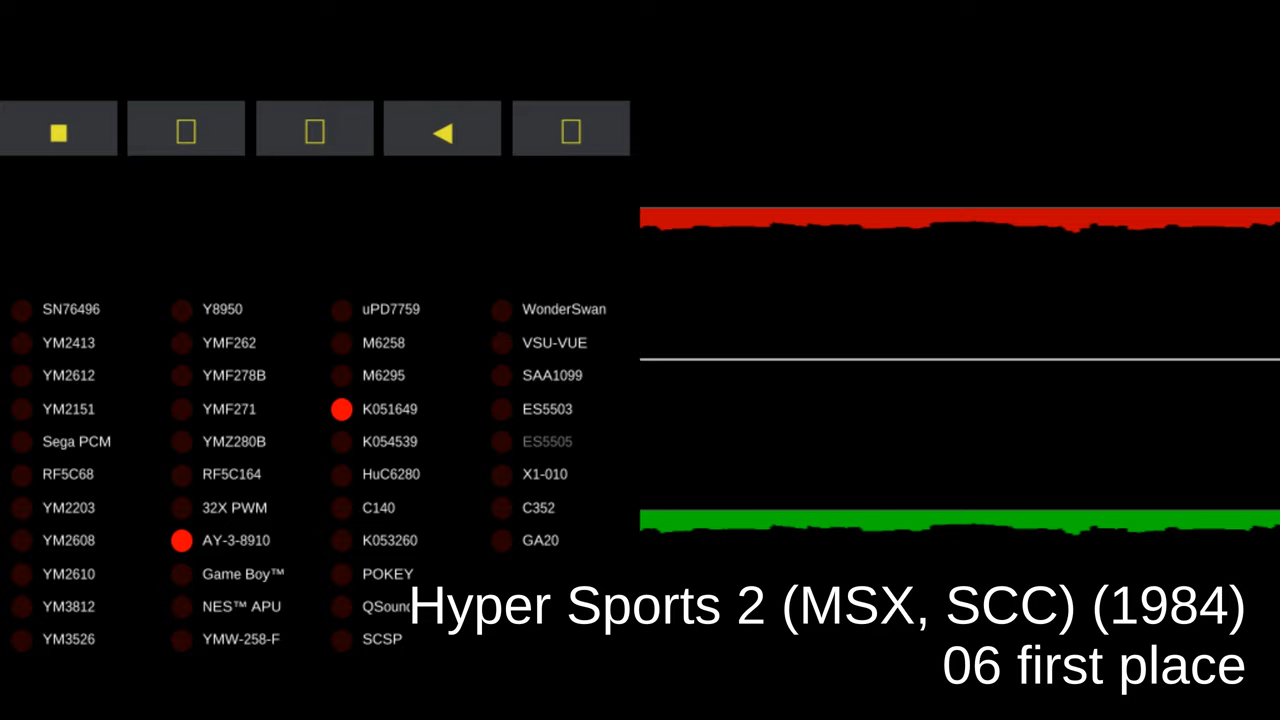 SN76496 Y8950 uPD7759 WonderSwan
YM2413 YMF262 M6258 VSU-VUE
YM2612 YMF278B M6295 SAA1099
YM2151 YMF271 K051649 ES5503
Sega PCM YMZ280B K054539 ES5505
RF5C68 RF5C164 HuC6280 X1-010
YM2203 32X PWM C140 C352
YM2608 AY-3-8910 K053260 GA20
YM2610 Game Boy™ POKEY
YM3812 NES™ APU QSound
YM3526 YMW-258-F SCSP
Hyper Sports 2 (MSX, SCC) (1984)
06 first place